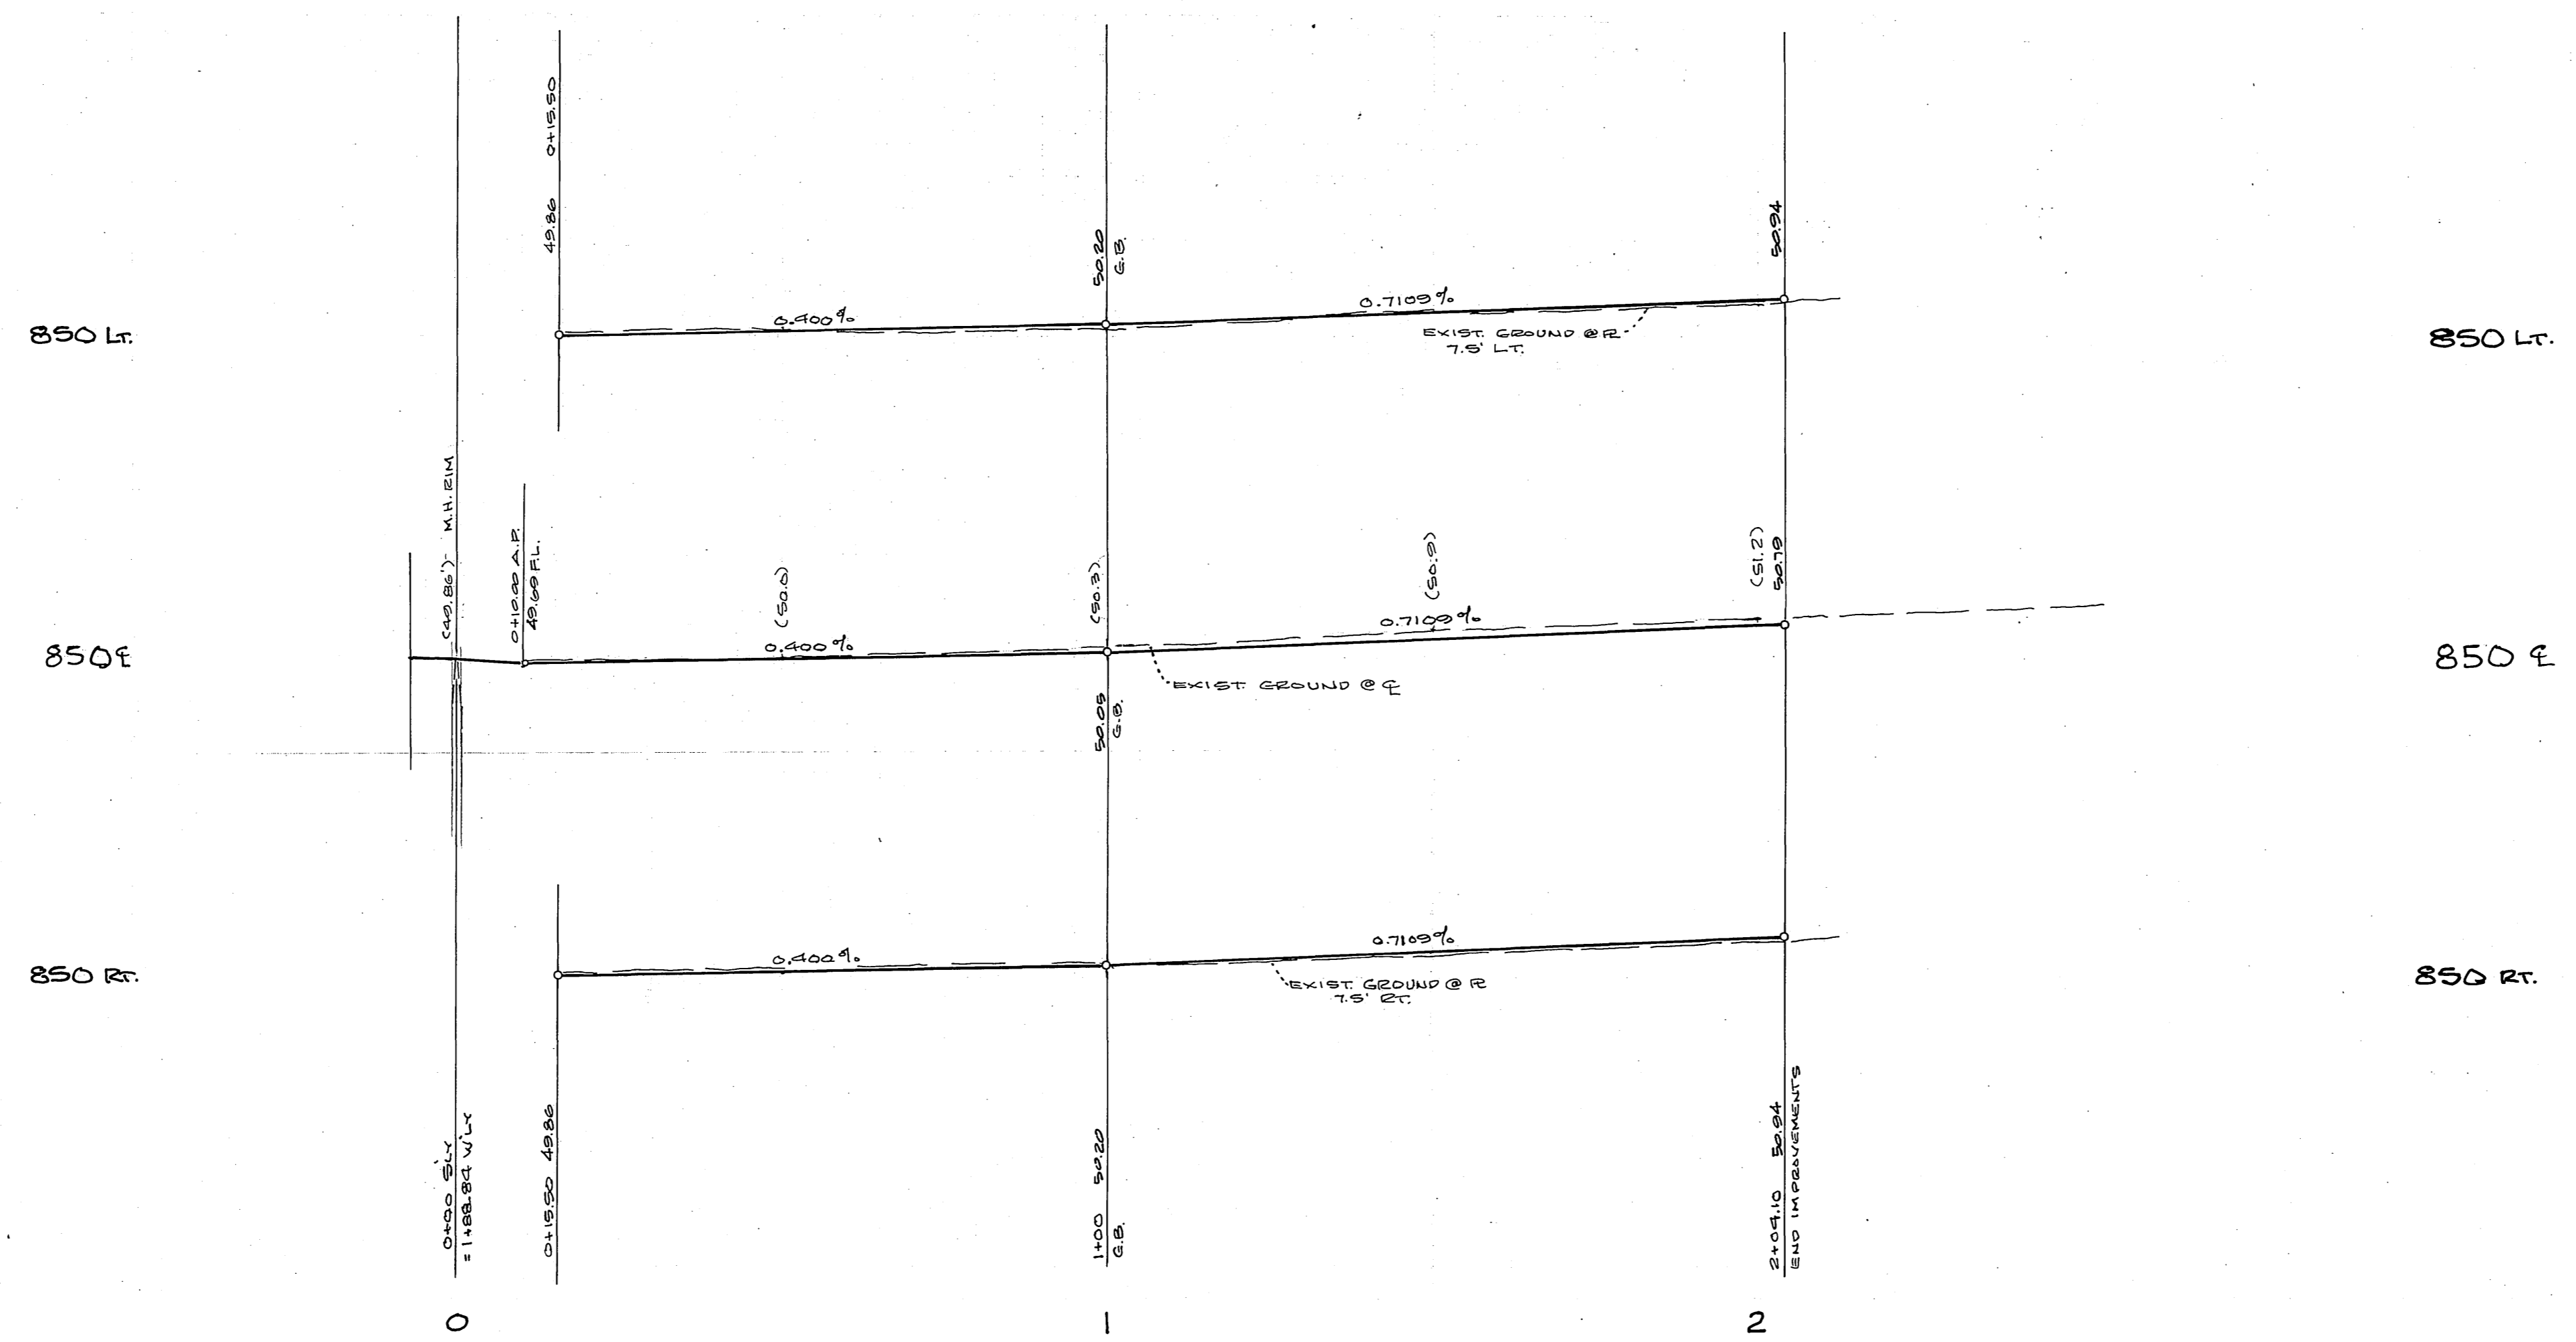 0+15.50
49.86
50.20
G.B.
50.94
0.400%
0.7109%
EXIST. GROUND @ PL
7.5' LT.
850 LT.
850 LT.
(49.86')- M.H. RIM
0+10.00 A.P.
49.69 F.L.
(50.0)
(50.3)
(50.9)
(51.2)
50.79
0.400%
0.7109%
850 ℄
850 ℄
EXIST. GROUND @ ℄
50.05
G.B.
0.400%
0.7109%
EXIST. GROUND @ PL
7.5' RT.
850 RT.
850 RT.
0+00 S'LY
= 1+88.84 W'LY
0+15.50 49.86
1+00 50.20
G.B.
2+04.10 50.94
END IMPROVEMENTS
0
1
2